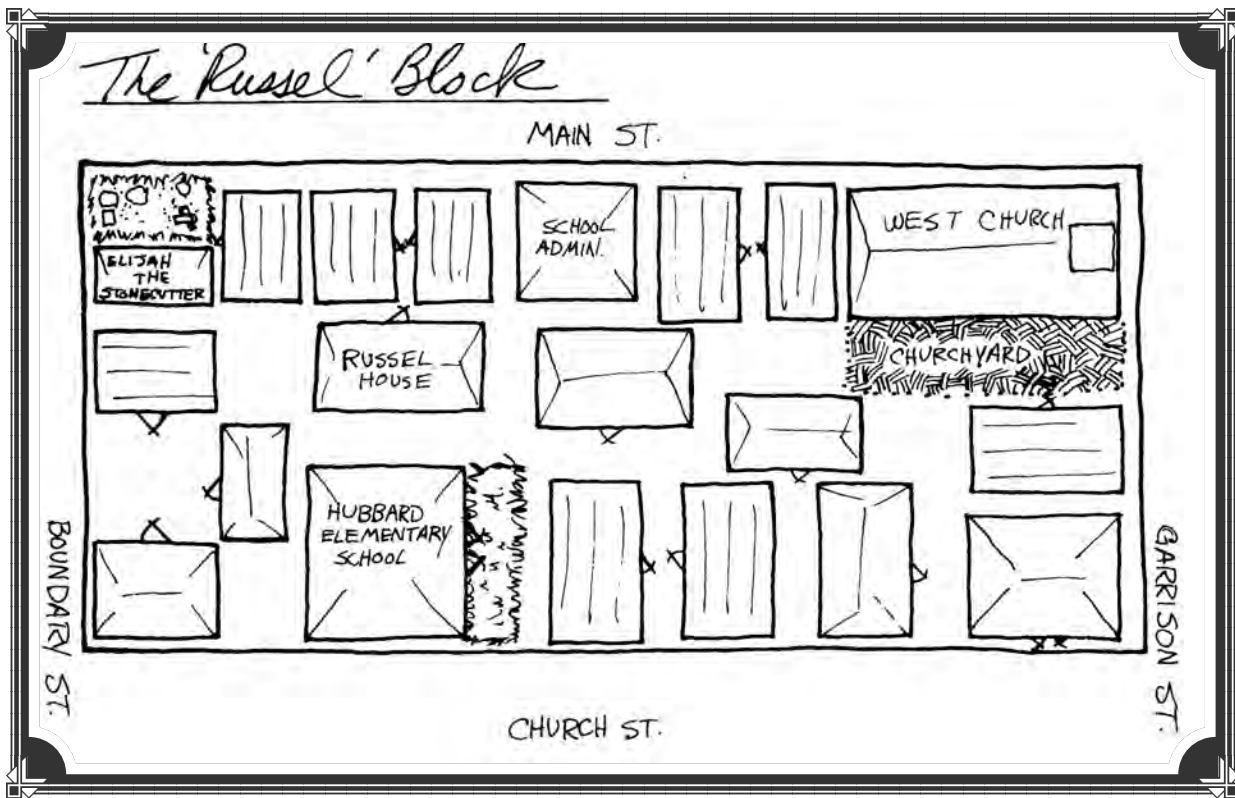 The 'Russel' Block
MAIN ST.
ELIJAH
THE
STONECUTTER
SCHOOL
ADMIN.
WEST CHURCH
RUSSEL
HOUSE
CHURCHYARD
HUBBARD
ELEMENTARY
SCHOOL
BOUNDARY ST.
GARRISON ST.
CHURCH ST.